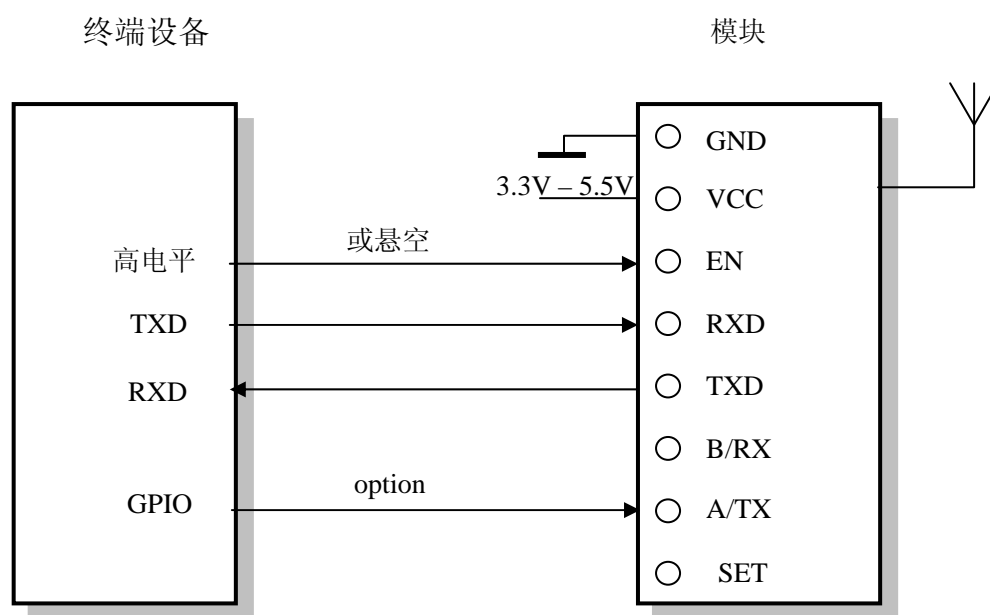 终端设备
模块
GND
3.3V – 5.5V
VCC
或悬空
高电平
EN
TXD
RXD
RXD
TXD
B/RX
option
GPIO
A/TX
SET